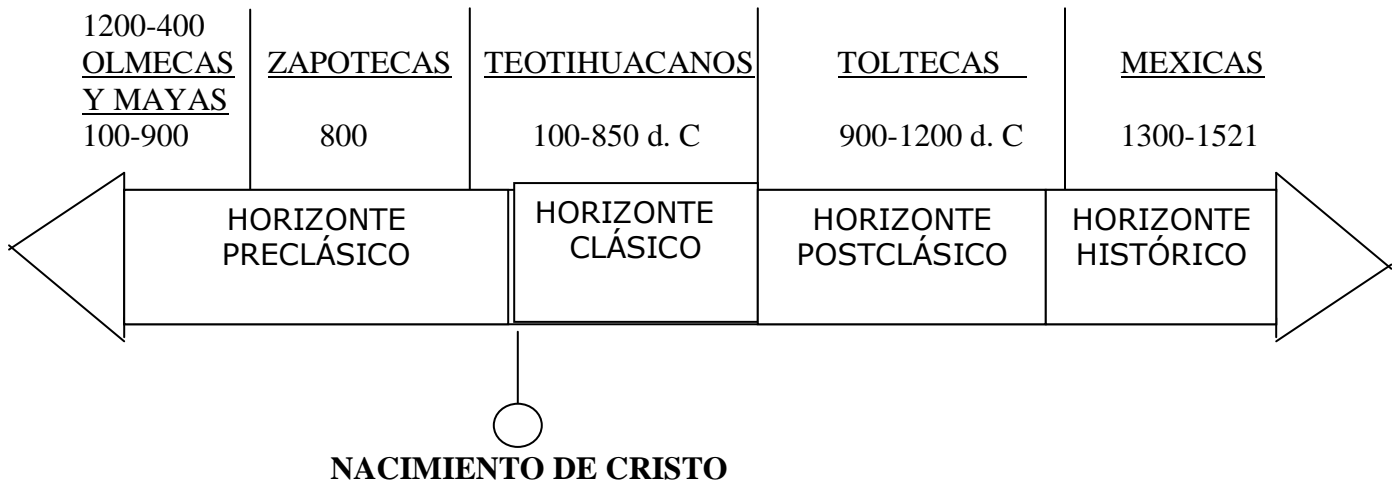 1200-400
OLMECAS
Y MAYAS
100-900
ZAPOTECAS
800
TEOTIHUACANOS
100-850 d. C
TOLTECAS
900-1200 d. C
MEXICAS
1300-1521
HORIZONTE
PRECLÁSICO
HORIZONTE
CLÁSICO
HORIZONTE
POSTCLÁSICO
HORIZONTE
HISTÓRICO
NACIMIENTO DE CRISTO